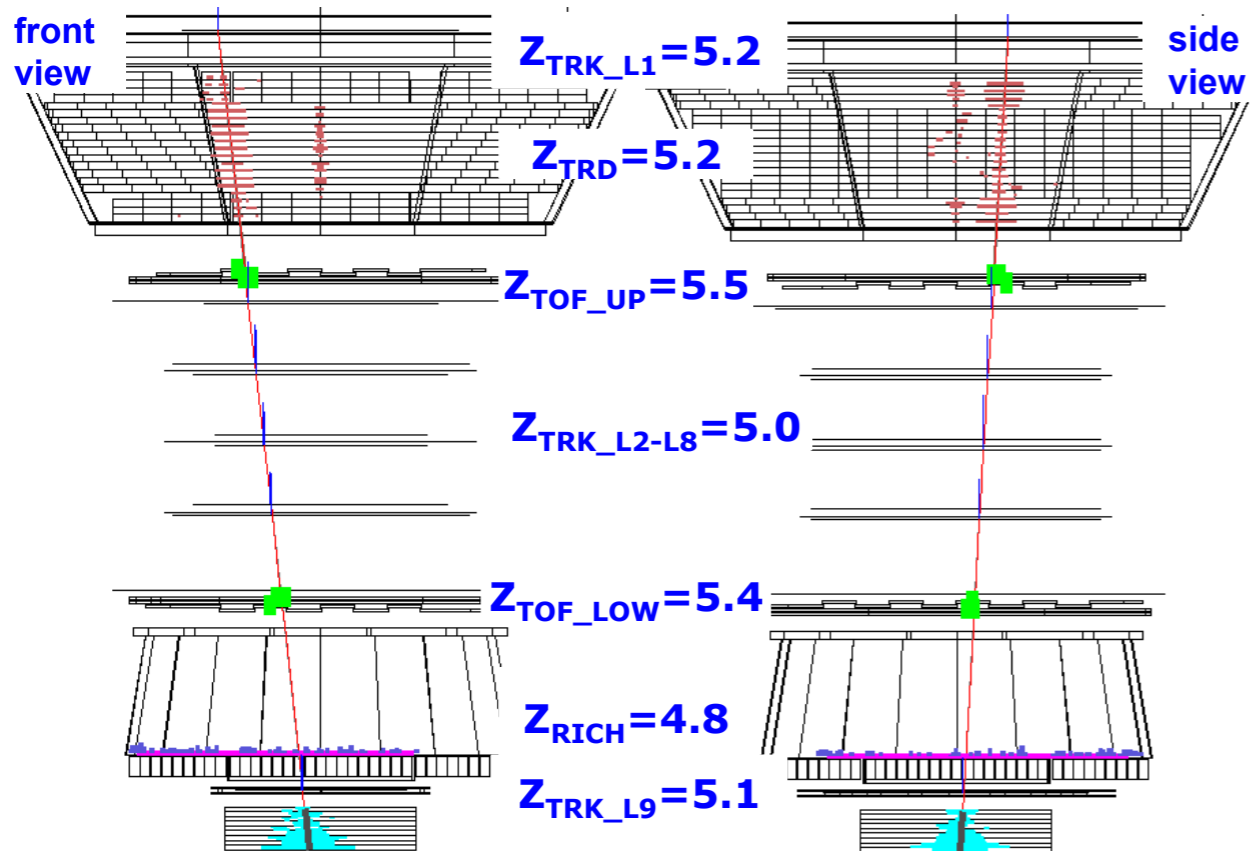 front
view
Z_TRK_L1=5.2
side
view
Z_TRD=5.2
Z_TOF_UP=5.5
Z_TRK_L2-L8=5.0
Z_TOF_LOW=5.4
Z_RICH=4.8
Z_TRK_L9=5.1